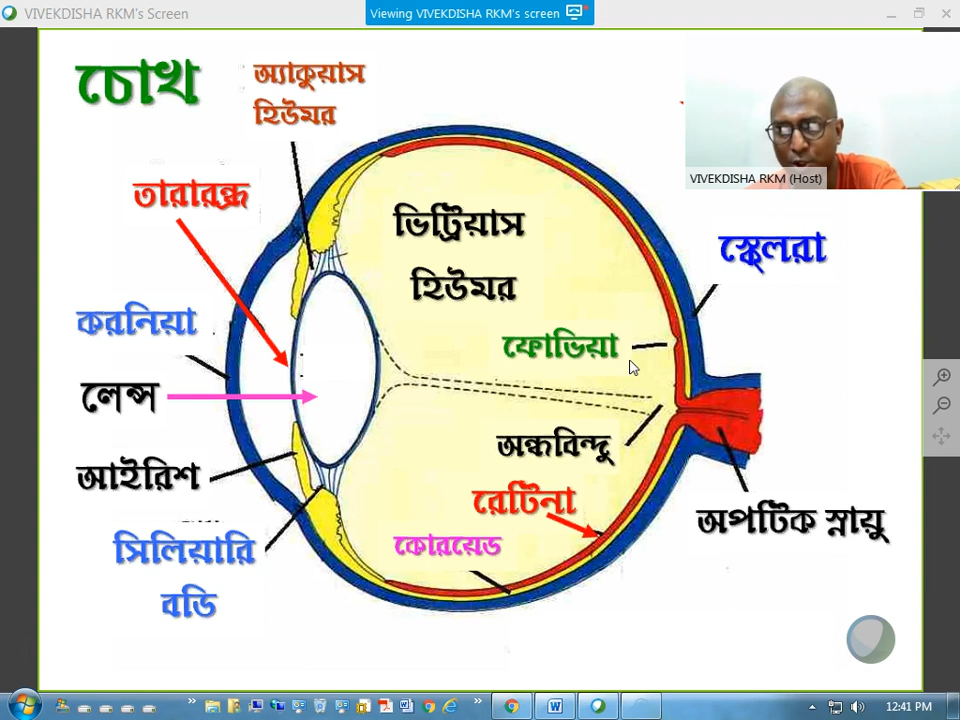 VIVEKDISHA RKM's Screen
Viewing VIVEKDISHA RKM's screen
চোখ
অ্যাকুয়াস
হিউমর
তারারন্ধ্র
ভিট্রিয়াস
হিউমর
VIVEKDISHA RKM (Host)
স্ক্লেরা
করনিয়া
ফোভিয়া
লেন্স
অন্ধবিন্দু
আইরিশ
রেটিনা
অপটিক স্নায়ু
সিলিয়ারি
বডি
কোরয়েড
12:41 PM